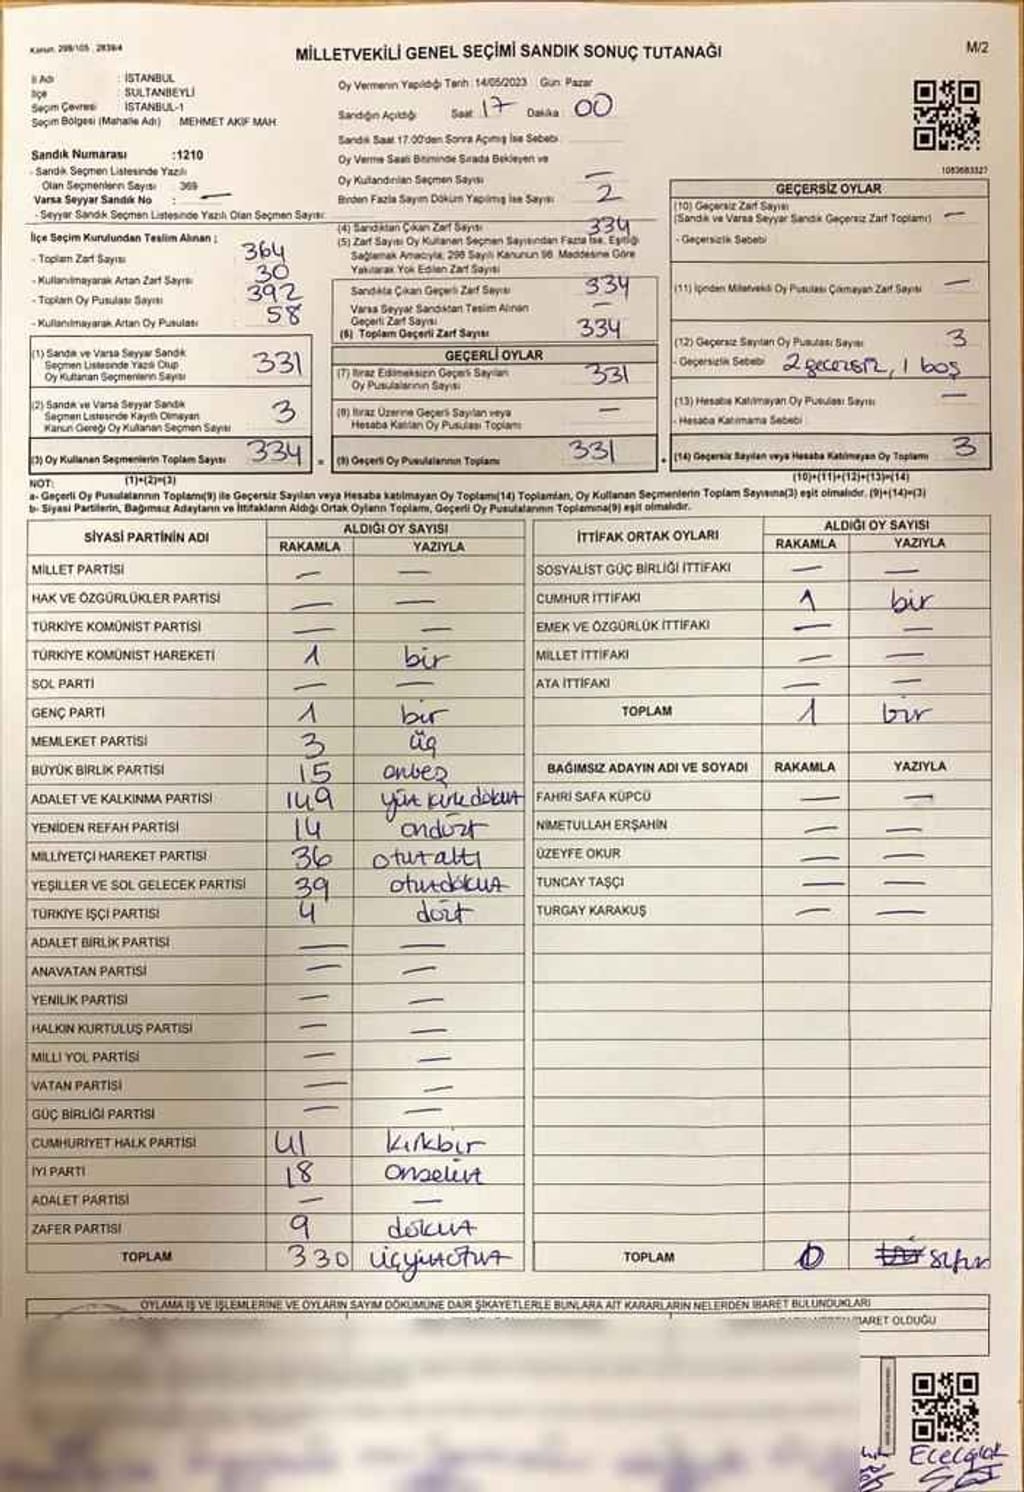 Kanun: 298/105 , 2839/4
MİLLETVEKİLİ GENEL SEÇİMİ SANDIK SONUÇ TUTANAĞI
M/2
İl Adı : İSTANBUL
İlçe : SULTANBEYLİ
Seçim Çevresi : İSTANBUL-1
Seçim Bölgesi (Mahalle Adı) : MEHMET AKİF MAH.
Sandık Numarası :1210
- Sandık Seçmen Listesinde Yazılı
Olan Seçmenlerin Sayısı : 369
Varsa Seyyar Sandık No : —
- Seyyar Sandık Seçmen Listesinde Yazılı Olan Seçmen Sayısı:
Oy Vermenin Yapıldığı Tarih :14/05/2023 Gün: Pazar
Sandığın Açıldığı Saat 17 Dakika 00
Sandık Saat 17:00'den Sonra Açımış İse Sebebi
Oy Verme Saati Bitiminde Sırada Bekleyen ve
Oy Kullandırılan Seçmen Sayısı —
Birden Fazla Sayım Döküm Yapılmış İse Sayısı 2
1083683327
İlçe Seçim Kurulundan Teslim Alınan ;
- Toplam Zarf Sayısı 364
- Kullanılmayarak Artan Zarf Sayısı 30
- Toplam Oy Pusulası Sayısı 392
- Kullanılmayarak Artan Oy Pusulası 58
(1) Sandık ve Varsa Seyyar Sandık
Seçmen Listesinde Yazılı Olup
Oy Kullanan Seçmenlerin Sayısı 331
(2) Sandık ve Varsa Seyyar Sandık
Seçmen Listesinde Kayıtlı Olmayan
Kanun Gereği Oy Kullanan Seçmen Sayısı 3
(3) Oy Kullanan Seçmenlerin Toplam Sayısı 334 =
(4) Sandıktan Çıkan Zarf Sayısı 334
(5) Zarf Sayısı Oy Kullanan Seçmen Sayısından Fazla İse, Eşitliği
Sağlamak Amacıyla; 298 Sayılı Kanunun 98. Maddesine Göre
Yakılarak Yok Edilen Zarf Sayısı
Sandıkta Çıkan Geçerli Zarf Sayısı 334
Varsa Seyyar Sandıktan Teslim Alınan
Geçerli Zarf Sayısı —
(6) Toplam Geçerli Zarf Sayısı 334
GEÇERLİ OYLAR
(7) İtiraz Edilmeksizin Geçerli Sayılan
Oy Pusulalarının Sayısı 331
(8) İtiraz Üzerine Geçerli Sayılan veya
Hesaba Katılan Oy Pusulası Toplamı —
(9) Geçerli Oy Pusulalarının Toplamı 331 +
GEÇERSİZ OYLAR
(10) Geçersiz Zarf Sayısı
(Sandık ve Varsa Seyyar Sandık Geçersiz Zarf Toplamı) —
- Geçersizlik Sebebi
(11) İçinden Milletvekili Oy Pusulası Çıkmayan Zarf Sayısı —
(12) Geçersiz Sayılan Oy Pusulası Sayısı 3
- Geçersizlik Sebebi 2 geçersiz, 1 boş
(13) Hesaba Katılmayan Oy Pusulası Sayısı —
- Hesaba Katılmama Sebebi
(14) Geçersiz Sayılan veya Hesaba Katılmayan Oy Toplamı 3
NOT: (1)+(2)=(3) (10)+(11)+(12)+(13)=(14)
a- Geçerli Oy Pusulalarının Toplamı(9) ile Geçersiz Sayılan veya Hesaba katılmayan Oy Toplamı(14) Toplamları, Oy Kullanan Seçmenlerin Toplam Sayısına(3) eşit olmalıdır. (9)+(14)=(3)
b- Siyasi Partilerin, Bağımsız Adayların ve İttifakların Aldığı Ortak Oyların Toplamı, Geçerli Oy Pusulalarının Toplamına(9) eşit olmalıdır.
SİYASİ PARTİNİN ADI ALDIĞI OY SAYISI
RAKAMLA YAZIYLA
MİLLET PARTİSİ — —
HAK VE ÖZGÜRLÜKLER PARTİSİ — —
TÜRKİYE KOMÜNİST PARTİSİ — —
TÜRKİYE KOMÜNİST HAREKETİ 1 bir
SOL PARTİ — —
GENÇ PARTİ 1 bir
MEMLEKET PARTİSİ 3 üç
BÜYÜK BİRLİK PARTİSİ 15 onbeş
ADALET VE KALKINMA PARTİSİ 149 yüz kırk dokuz
YENİDEN REFAH PARTİSİ 14 ondört
MİLLİYETÇİ HAREKET PARTİSİ 36 otuzaltı
YEŞİLLER VE SOL GELECEK PARTİSİ 39 otuzdokuz
TÜRKİYE İŞÇİ PARTİSİ 4 dört
ADALET BİRLİK PARTİSİ — —
ANAVATAN PARTİSİ — —
YENİLİK PARTİSİ — —
HALKIN KURTULUŞ PARTİSİ — —
MİLLİ YOL PARTİSİ — —
VATAN PARTİSİ — —
GÜÇ BİRLİĞİ PARTİSİ — —
CUMHURİYET HALK PARTİSİ 41 kırkbir
İYİ PARTİ 18 onsekiz
ADALET PARTİSİ — —
ZAFER PARTİSİ 9 dokuz
TOPLAM 330 üçyüzotuz
İTTİFAK ORTAK OYLARI ALDIĞI OY SAYISI
RAKAMLA YAZIYLA
SOSYALİST GÜÇ BİRLİĞİ İTTİFAKI — —
CUMHUR İTTİFAKI 1 bir
EMEK VE ÖZGÜRLÜK İTTİFAKI — —
MİLLET İTTİFAKI — —
ATA İTTİFAKI — —
TOPLAM 1 bir
BAĞIMSIZ ADAYIN ADI VE SOYADI RAKAMLA YAZIYLA
FAHRİ SAFA KÜPCÜ — —
NİMETULLAH ERŞAHİN — —
ÜZEYFE OKUR — —
TUNCAY TAŞÇI — —
TURGAY KARAKUŞ — —
TOPLAM 0 sıfır
OYLAMA İŞ VE İŞLEMLERİNE VE OYLARIN SAYIM DÖKÜMÜNE DAİR ŞİKAYETLERLE BUNLARA AİT KARARLARIN NELERDEN İBARET BULUNDUKLARI
İBARET OLDUĞU